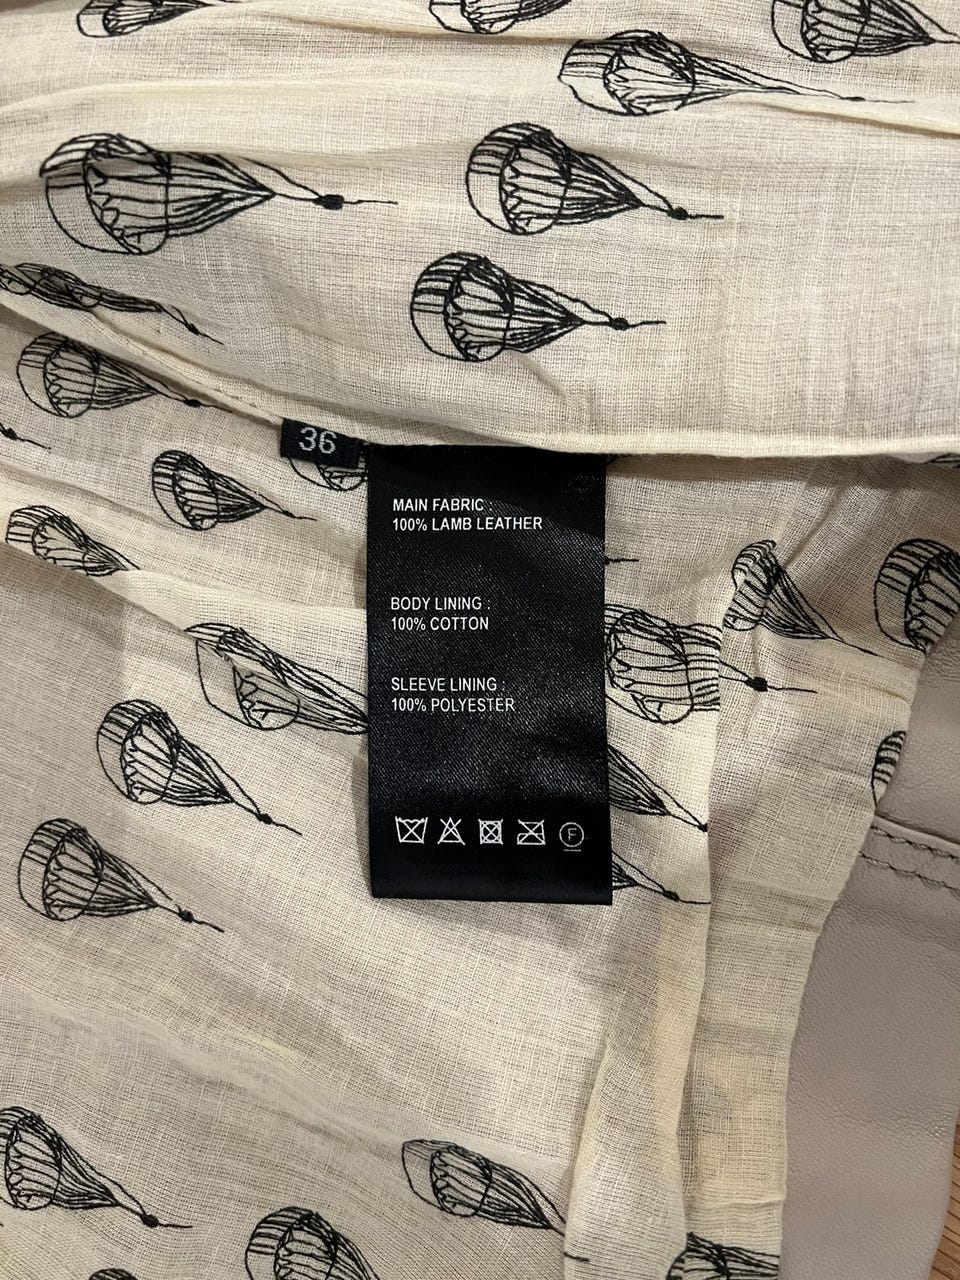 36
MAIN FABRIC :
100% LAMB LEATHER
BODY LINING :
100% COTTON
SLEEVE LINING :
100% POLYESTER
F